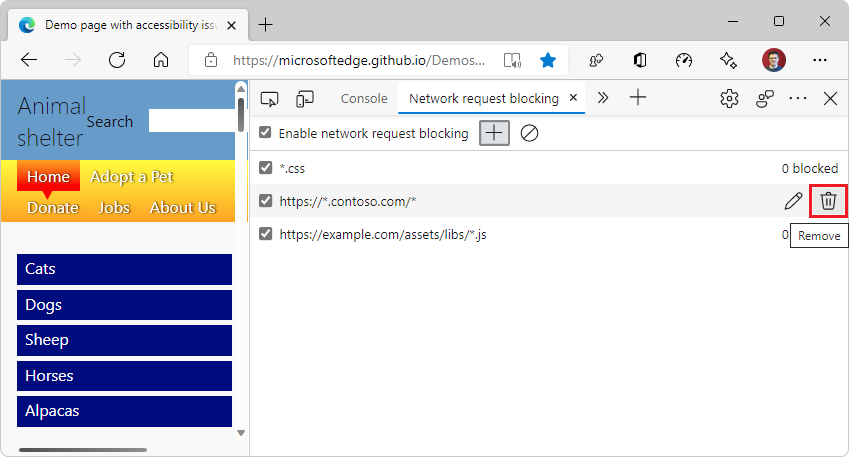 Demo page with accessibility issu
https://microsoftedge.github.io/Demos...
Animal
shelter
Search
Home
Adopt a Pet
Donate
Jobs
About Us
Cats
Dogs
Sheep
Horses
Alpacas
Console
Network request blocking
Enable network request blocking
*.css
0 blocked
https://*.contoso.com/*
https://example.com/assets/libs/*.js
0
Remove